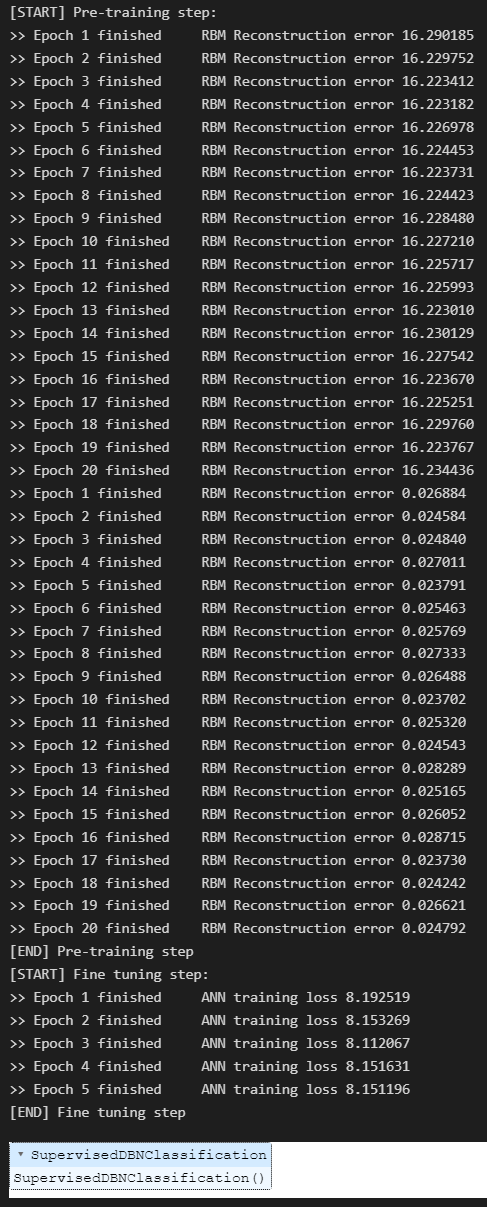 [START] Pre-training step:
>> Epoch 1 finished     RBM Reconstruction error 16.290185
>> Epoch 2 finished     RBM Reconstruction error 16.229752
>> Epoch 3 finished     RBM Reconstruction error 16.223412
>> Epoch 4 finished     RBM Reconstruction error 16.223182
>> Epoch 5 finished     RBM Reconstruction error 16.226978
>> Epoch 6 finished     RBM Reconstruction error 16.224453
>> Epoch 7 finished     RBM Reconstruction error 16.223731
>> Epoch 8 finished     RBM Reconstruction error 16.224423
>> Epoch 9 finished     RBM Reconstruction error 16.228480
>> Epoch 10 finished    RBM Reconstruction error 16.227210
>> Epoch 11 finished    RBM Reconstruction error 16.225717
>> Epoch 12 finished    RBM Reconstruction error 16.225993
>> Epoch 13 finished    RBM Reconstruction error 16.223010
>> Epoch 14 finished    RBM Reconstruction error 16.230129
>> Epoch 15 finished    RBM Reconstruction error 16.227542
>> Epoch 16 finished    RBM Reconstruction error 16.223670
>> Epoch 17 finished    RBM Reconstruction error 16.225251
>> Epoch 18 finished    RBM Reconstruction error 16.229760
>> Epoch 19 finished    RBM Reconstruction error 16.223767
>> Epoch 20 finished    RBM Reconstruction error 16.234436
>> Epoch 1 finished     RBM Reconstruction error 0.026884
>> Epoch 2 finished     RBM Reconstruction error 0.024584
>> Epoch 3 finished     RBM Reconstruction error 0.024840
>> Epoch 4 finished     RBM Reconstruction error 0.027011
>> Epoch 5 finished     RBM Reconstruction error 0.023791
>> Epoch 6 finished     RBM Reconstruction error 0.025463
>> Epoch 7 finished     RBM Reconstruction error 0.025769
>> Epoch 8 finished     RBM Reconstruction error 0.027333
>> Epoch 9 finished     RBM Reconstruction error 0.026488
>> Epoch 10 finished    RBM Reconstruction error 0.023702
>> Epoch 11 finished    RBM Reconstruction error 0.025320
>> Epoch 12 finished    RBM Reconstruction error 0.024543
>> Epoch 13 finished    RBM Reconstruction error 0.028289
>> Epoch 14 finished    RBM Reconstruction error 0.025165
>> Epoch 15 finished    RBM Reconstruction error 0.026052
>> Epoch 16 finished    RBM Reconstruction error 0.028715
>> Epoch 17 finished    RBM Reconstruction error 0.023730
>> Epoch 18 finished    RBM Reconstruction error 0.024242
>> Epoch 19 finished    RBM Reconstruction error 0.026621
>> Epoch 20 finished    RBM Reconstruction error 0.024792
[END] Pre-training step
[START] Fine tuning step:
>> Epoch 1 finished     ANN training loss 8.192519
>> Epoch 2 finished     ANN training loss 8.153269
>> Epoch 3 finished     ANN training loss 8.112067
>> Epoch 4 finished     ANN training loss 8.151631
>> Epoch 5 finished     ANN training loss 8.151196
[END] Fine tuning step
▾ SupervisedDBNClassification
SupervisedDBNClassification()